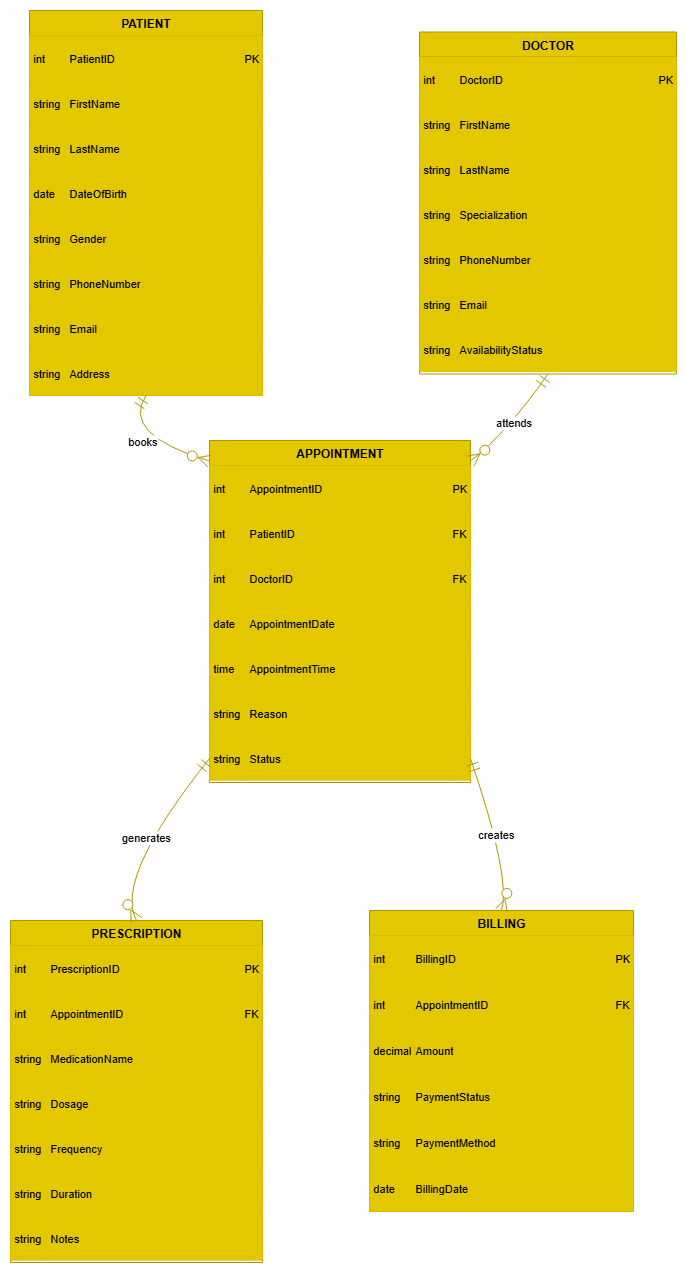 PATIENT
int PatientID PK
string FirstName
string LastName
date DateOfBirth
string Gender
string PhoneNumber
string Email
string Address
DOCTOR
int DoctorID PK
string FirstName
string LastName
string Specialization
string PhoneNumber
string Email
string AvailabilityStatus
books
attends
APPOINTMENT
int AppointmentID PK
int PatientID FK
int DoctorID FK
date AppointmentDate
time AppointmentTime
string Reason
string Status
generates
creates
PRESCRIPTION
int PrescriptionID PK
int AppointmentID FK
string MedicationName
string Dosage
string Frequency
string Duration
string Notes
BILLING
int BillingID PK
int AppointmentID FK
decimal Amount
string PaymentStatus
string PaymentMethod
date BillingDate